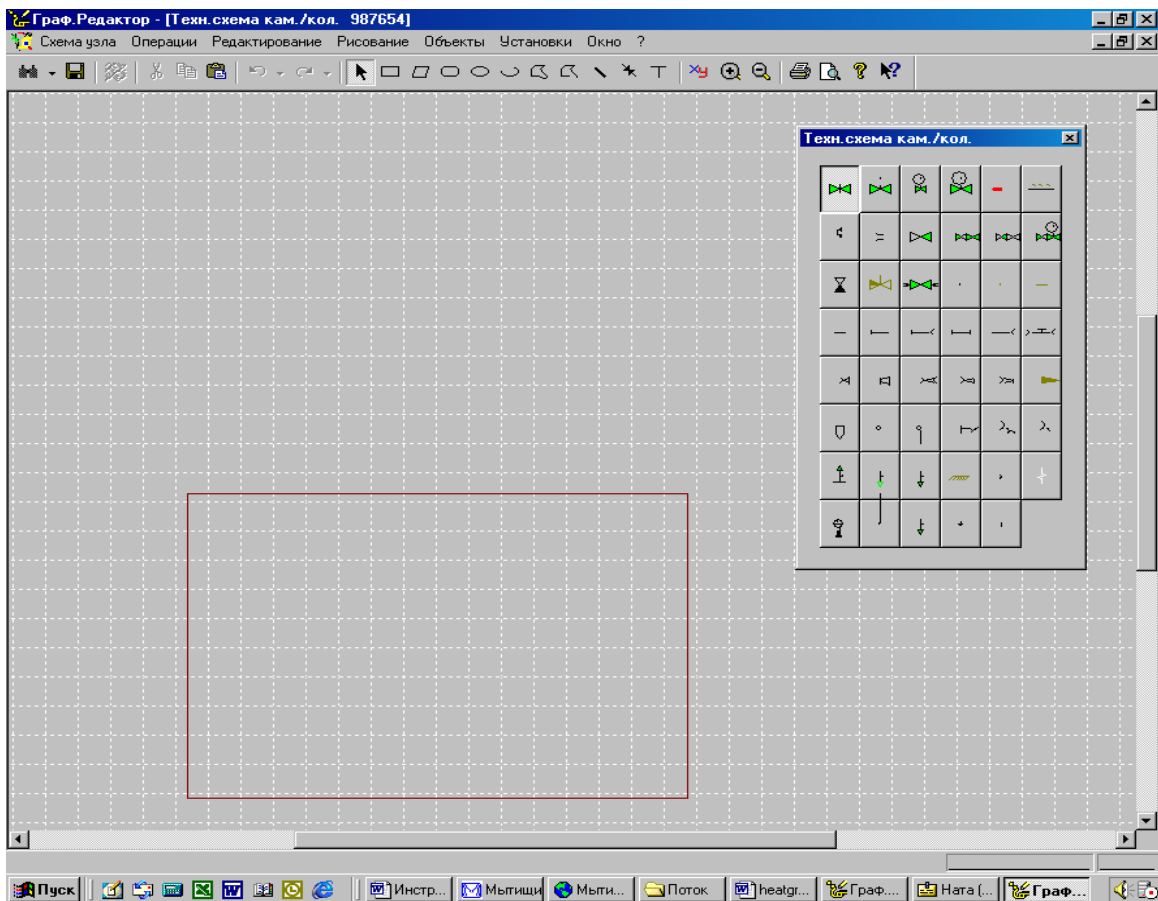 Граф.Редактор - [Техн.схема кам./кол. 987654]
Схема узла Операции Редактирование Рисование Объекты Установки Окно ?
Техн.схема кам./кол.
Пуск Инстр... Мытищи Мыти... Поток heatgr... Граф.... Ната (... Граф...